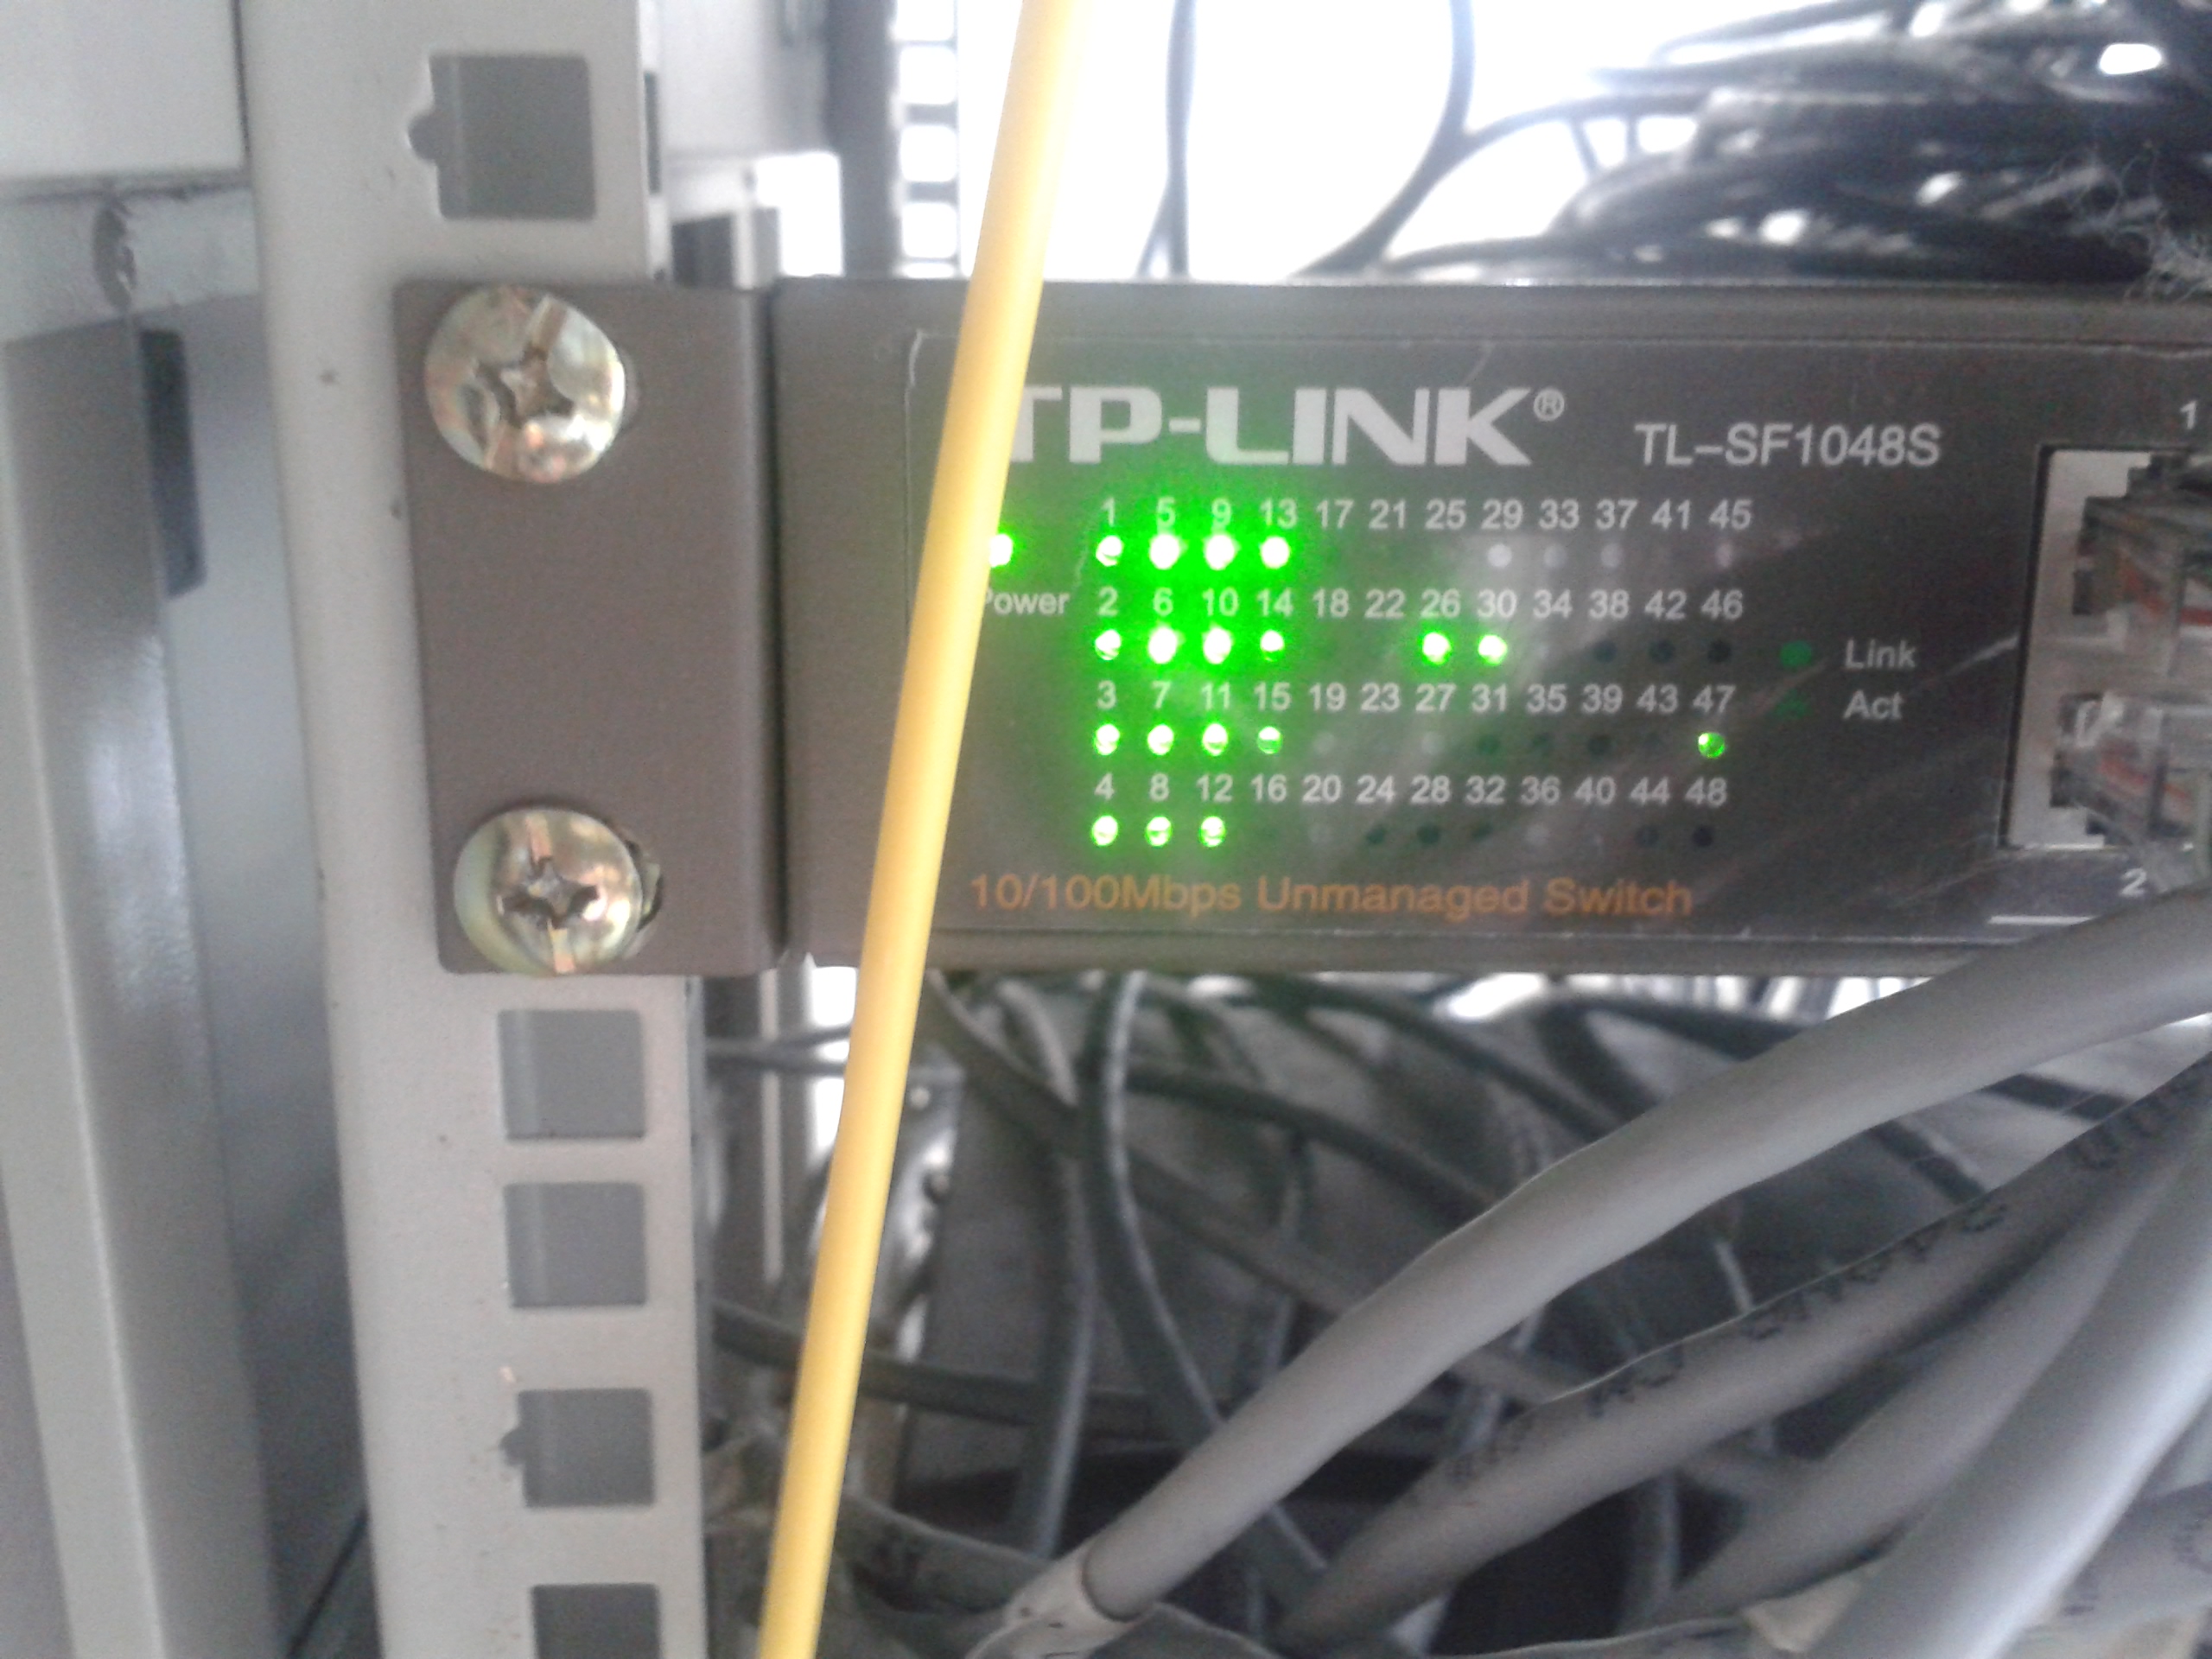 TP-LINK® TL-SF1048S
1
1 5 9 13 17 21 25 29 33 37 41 45
Power 2 6 10 14 18 22 26 30 34 38 42 46
Link
3 7 11 15 19 23 27 31 35 39 43 47
Act
4 8 12 16 20 24 28 32 36 40 44 48
10/100Mbps Unmanaged Switch
2